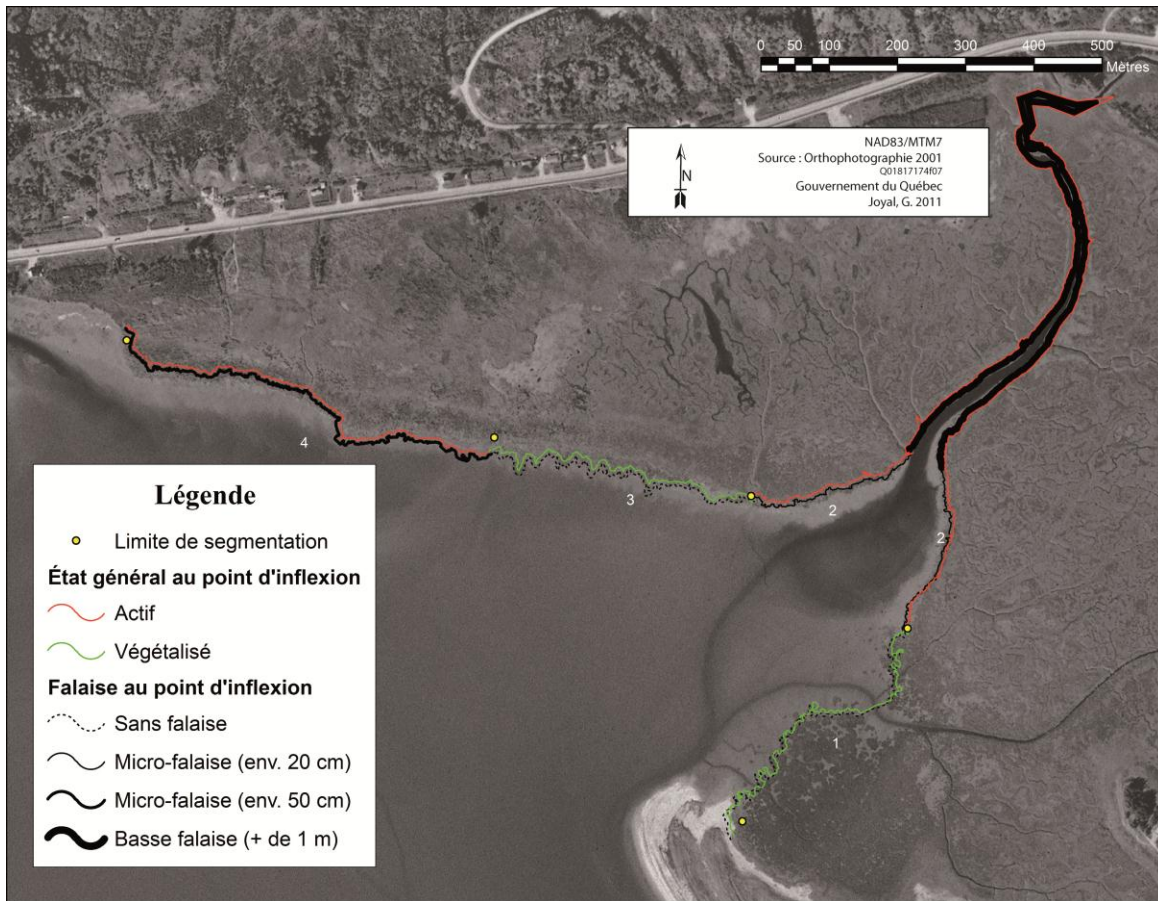 0 50 100 200 300 400 500
Mètres
NAD83/MTM7
Source : Orthophotographie 2001
Q01817174f07
Gouvernement du Québec
Joyal, G. 2011
N
4
3
2
2
1
Légende
Limite de segmentation
État général au point d'inflexion
Actif
Végétalisé
Falaise au point d'inflexion
Sans falaise
Micro-falaise (env. 20 cm)
Micro-falaise (env. 50 cm)
Basse falaise (+ de 1 m)